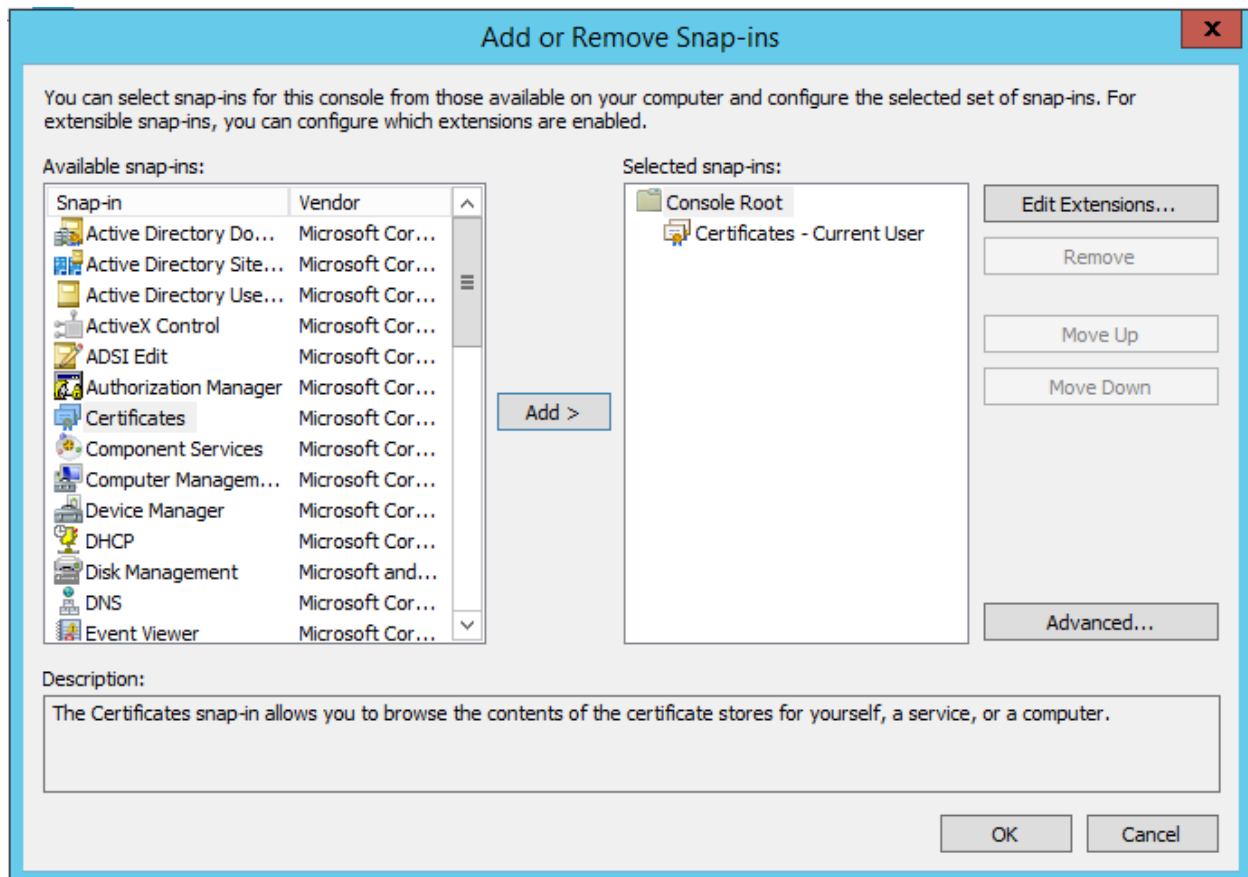 Add or Remove Snap-ins
x
You can select snap-ins for this console from those available on your computer and configure the selected set of snap-ins. For
extensible snap-ins, you can configure which extensions are enabled.
Available snap-ins:
Snap-in Vendor
Active Directory Do... Microsoft Cor...
Active Directory Site... Microsoft Cor...
Active Directory Use... Microsoft Cor...
ActiveX Control Microsoft Cor...
ADSI Edit Microsoft Cor...
Authorization Manager Microsoft Cor...
Certificates Microsoft Cor...
Component Services Microsoft Cor...
Computer Managem... Microsoft Cor...
Device Manager Microsoft Cor...
DHCP Microsoft Cor...
Disk Management Microsoft and...
DNS Microsoft Cor...
Event Viewer Microsoft Cor...
Add >
Selected snap-ins:
Console Root
Certificates - Current User
Edit Extensions...
Remove
Move Up
Move Down
Advanced...
Description:
The Certificates snap-in allows you to browse the contents of the certificate stores for yourself, a service, or a computer.
OK Cancel